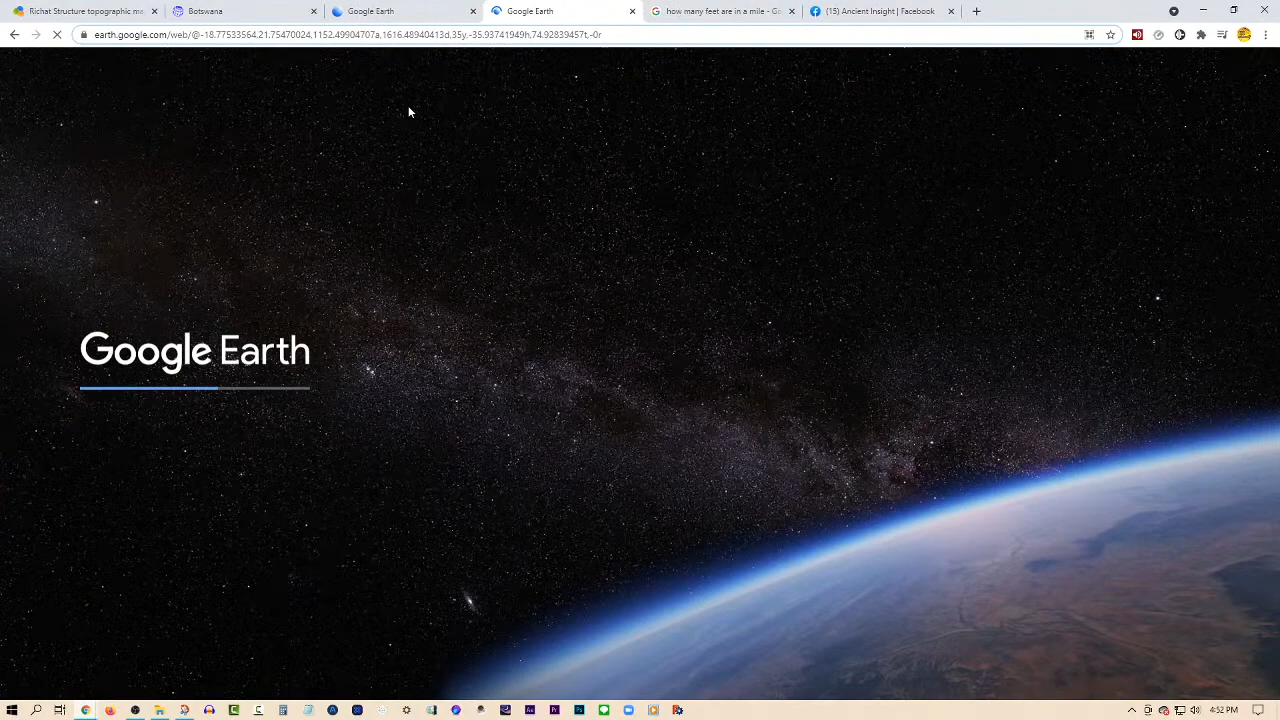 Richat Structure topographic ma
Botswana
Google Earth
Google Earth
how many feet are in a mile - Go
(15) Ancient Insight | Facebook
earth.google.com/web/@-18.77533564,21.75470024,1152.49904707a,1616.48940413d,35y,-35.93741949h,74.92839457t,-0r
Google Earth
4:52 PM